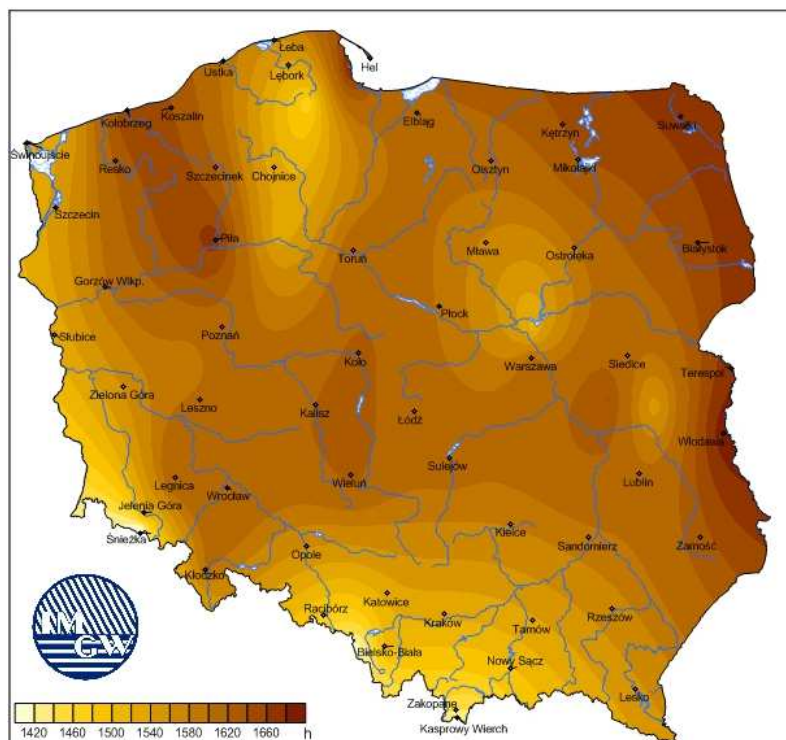 Łeba
Ustka
Lębork
Hel
Kołobrzeg
Koszalin
Elbląg
Kętrzyn
Suwałki
Świnoujście
Resko
Szczecinek
Chojnice
Olsztyn
Mikołajki
Szczecin
Piła
Toruń
Mława
Ostrołęka
Białystok
Gorzów Wlkp.
Płock
Słubice
Poznań
Koło
Warszawa
Siedlce
Terespol
Zielona Góra
Leszno
Kalisz
Łódź
Włodawa
Sulejów
Legnica
Wrocław
Wieluń
Lublin
Jelenia Góra
Śnieżka
Opole
Kielce
Sandomierz
Zamość
Kłodzko
Katowice
Racibórz
Kraków
Tarnów
Rzeszów
IM
GW
Bielsko-Biała
Nowy Sącz
Lesko
Zakopane
Kasprowy Wierch
1420 1460 1500 1540 1580 1620 1660 h